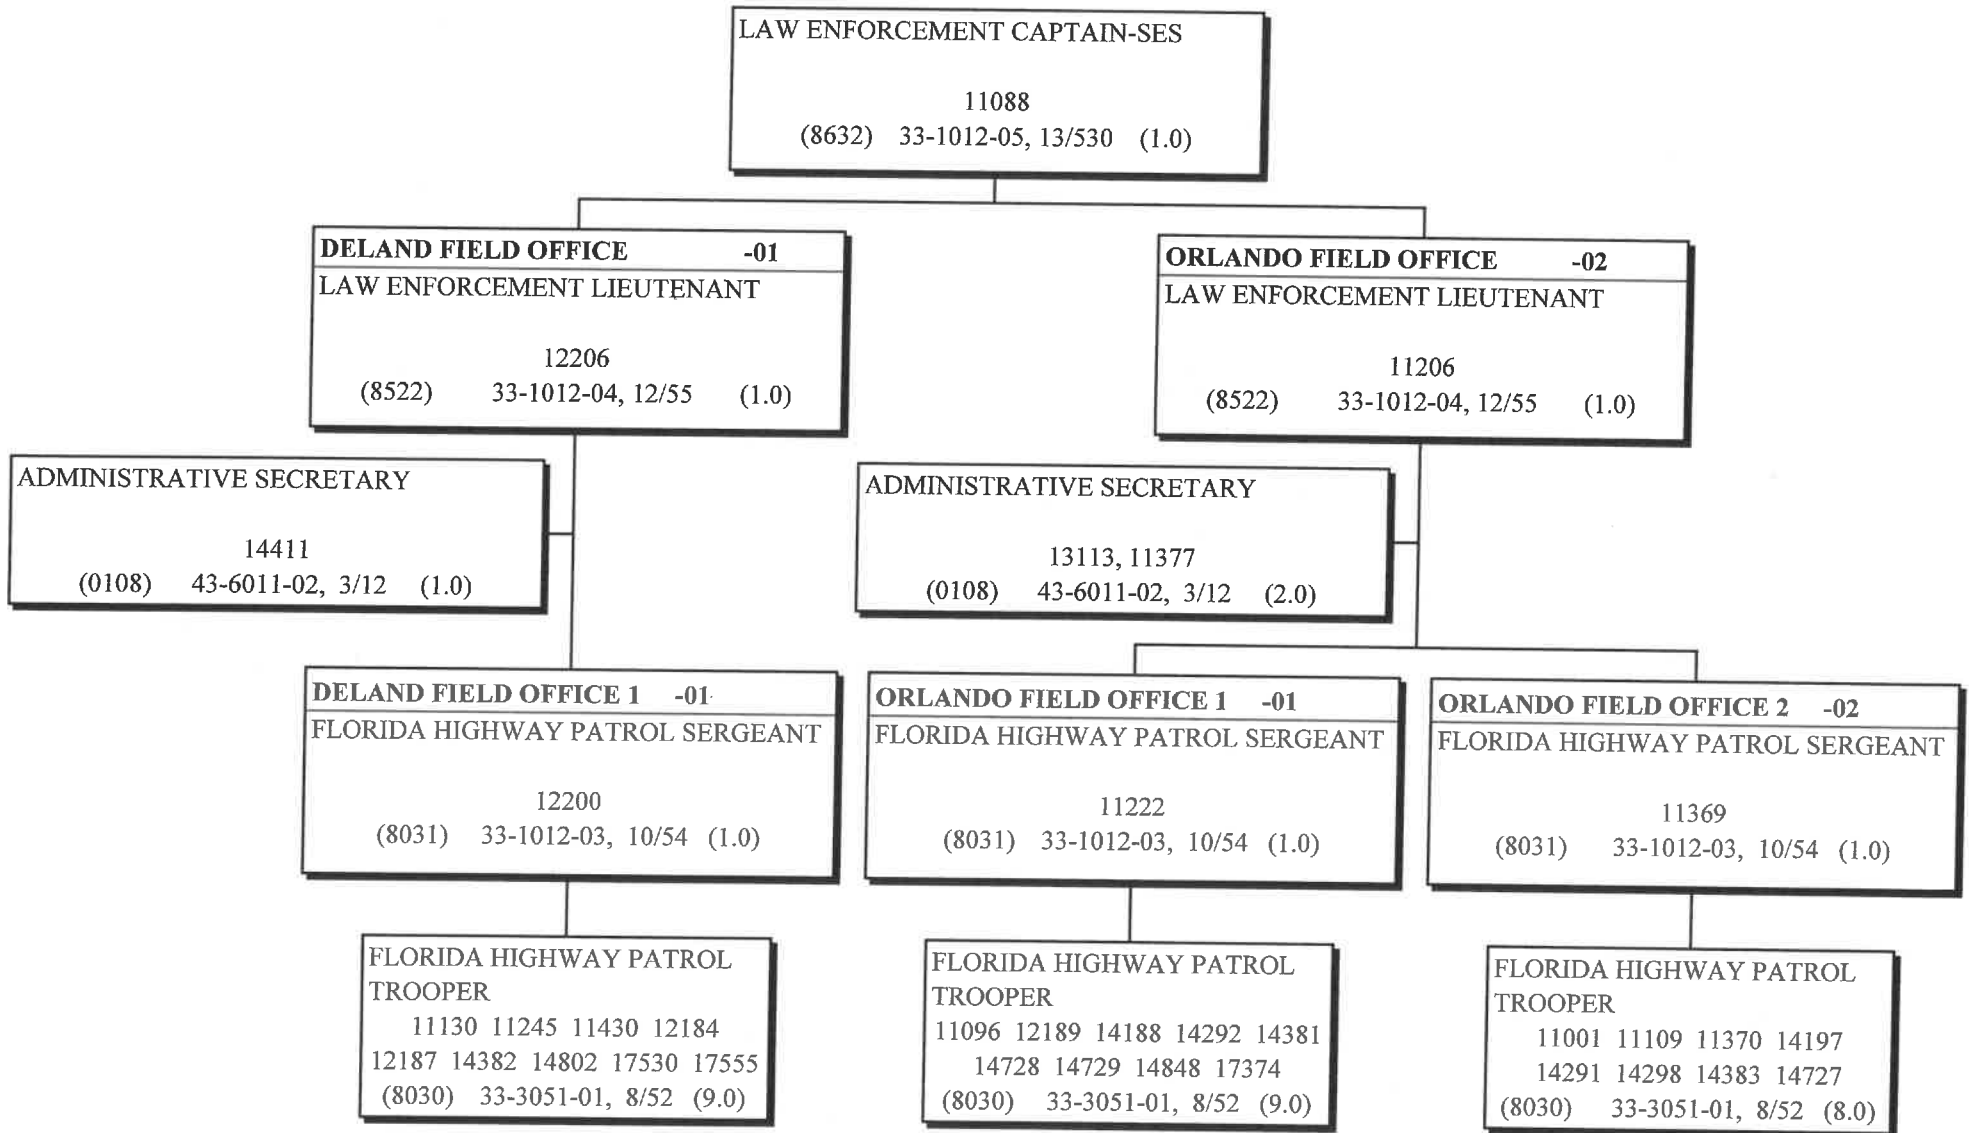 LAW ENFORCEMENT CAPTAIN-SES
11088
(8632) 33-1012-05, 13/530 (1.0)
DELAND FIELD OFFICE -01
LAW ENFORCEMENT LIEUTENANT
12206
(8522) 33-1012-04, 12/55 (1.0)
ORLANDO FIELD OFFICE -02
LAW ENFORCEMENT LIEUTENANT
11206
(8522) 33-1012-04, 12/55 (1.0)
ADMINISTRATIVE SECRETARY
14411
(0108) 43-6011-02, 3/12 (1.0)
ADMINISTRATIVE SECRETARY
13113, 11377
(0108) 43-6011-02, 3/12 (2.0)
DELAND FIELD OFFICE 1 -01
FLORIDA HIGHWAY PATROL SERGEANT
12200
(8031) 33-1012-03, 10/54 (1.0)
ORLANDO FIELD OFFICE 1 -01
FLORIDA HIGHWAY PATROL SERGEANT
11222
(8031) 33-1012-03, 10/54 (1.0)
ORLANDO FIELD OFFICE 2 -02
FLORIDA HIGHWAY PATROL SERGEANT
11369
(8031) 33-1012-03, 10/54 (1.0)
FLORIDA HIGHWAY PATROL
TROOPER
11130 11245 11430 12184
12187 14382 14802 17530 17555
(8030) 33-3051-01, 8/52 (9.0)
FLORIDA HIGHWAY PATROL
TROOPER
11096 12189 14188 14292 14381
14728 14729 14848 17374
(8030) 33-3051-01, 8/52 (9.0)
FLORIDA HIGHWAY PATROL
TROOPER
11001 11109 11370 14197
14291 14298 14383 14727
(8030) 33-3051-01, 8/52 (8.0)